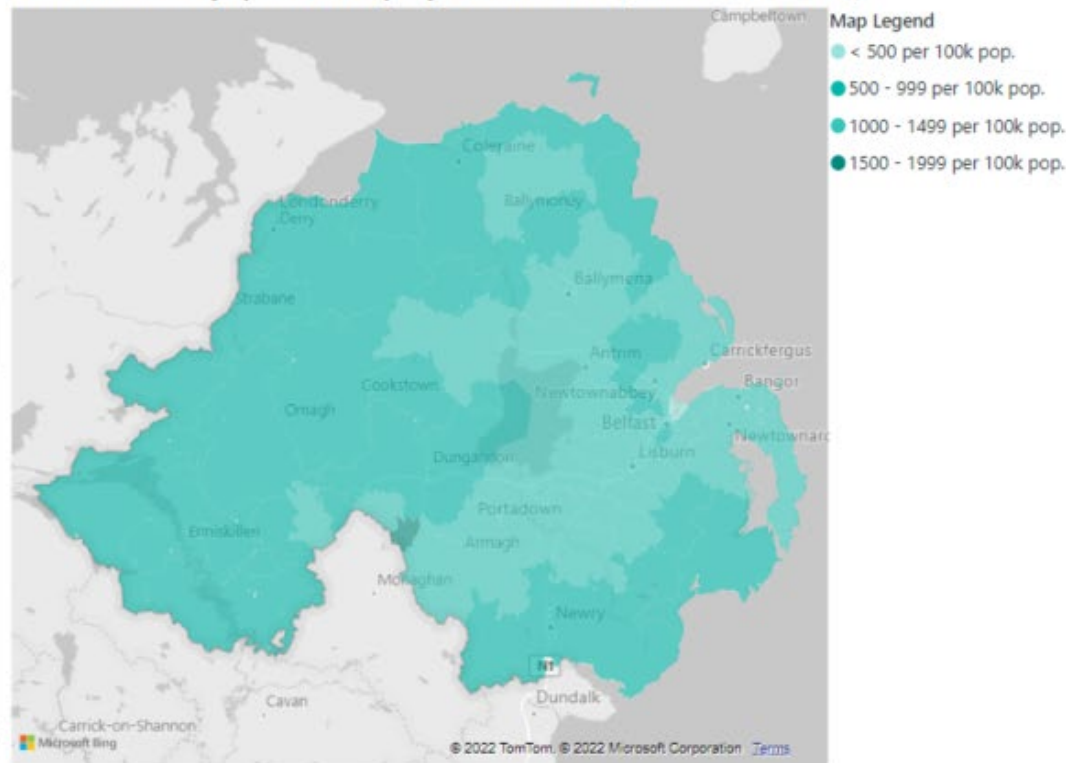 Campbeltown
Map Legend
< 500 per 100k pop.
500 - 999 per 100k pop.
1000 - 1499 per 100k pop.
1500 - 1999 per 100k pop.
Coleraine
Londonderry
Derry
Ballymoney
Ballymena
Strabane
Antrim
Carrickfergus
Cookstown
Newtownabbey
Bangor
Omagh
Belfast
Newtownard
Dungannon
Lisburn
Portadown
Enniskillen
Armagh
Monaghan
Newry
N1
Dundalk
Cavan
Carrick-on-Shannon
Microsoft Bing
© 2022 TomTom, © 2022 Microsoft Corporation Terms